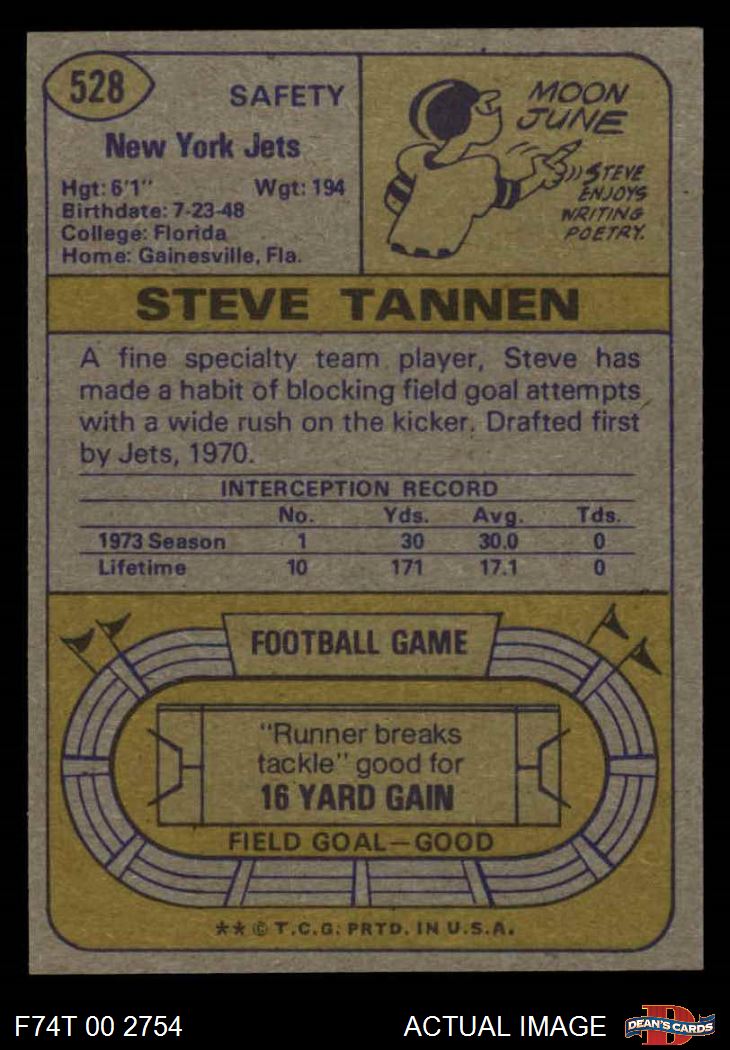 528
SAFETY
New York Jets
Hgt: 6'1" Wgt: 194
Birthdate: 7-23-48
College: Florida
Home: Gainesville, Fla.
MOON
JUNE
STEVE
ENJOYS
WRITING
POETRY.
STEVE TANNEN
A fine specialty team player, Steve has
made a habit of blocking field goal attempts
with a wide rush on the kicker. Drafted first
by Jets, 1970.
INTERCEPTION RECORD
No. Yds. Avg. Tds.
1973 Season 1 30 30.0 0
Lifetime 10 171 17.1 0
FOOTBALL GAME
"Runner breaks
tackle" good for
16 YARD GAIN
FIELD GOAL—GOOD
** © T.C.G. PRTD. IN U.S.A.
F74T 00 2754 ACTUAL IMAGE D DEAN'S CARDS